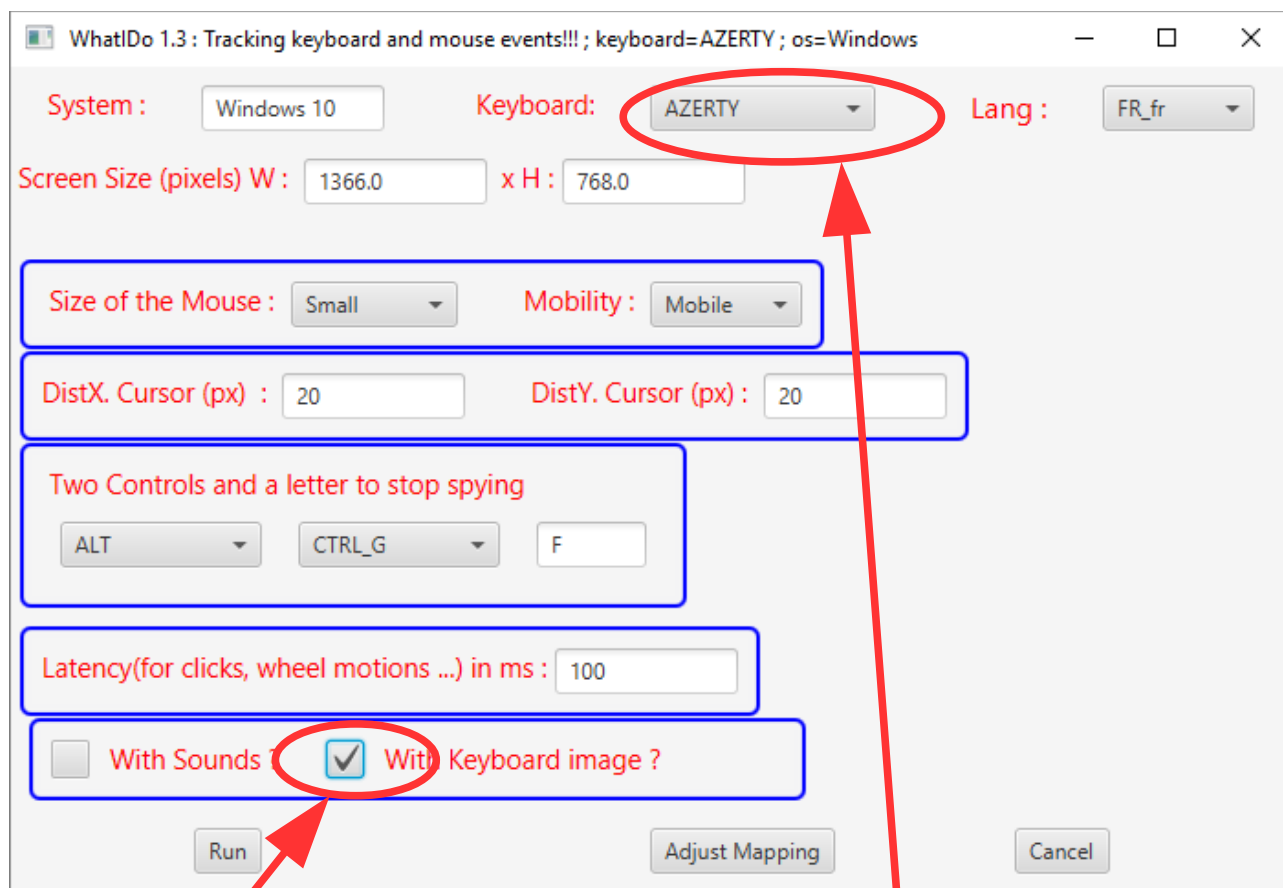 WhatIDo 1.3 : Tracking keyboard and mouse events!!! ; keyboard=AZERTY ; os=Windows
System : Windows 10 Keyboard: AZERTY Lang : FR_fr
Screen Size (pixels) W : 1366.0 x H : 768.0
Size of the Mouse : Small Mobility : Mobile
DistX. Cursor (px) : 20 DistY. Cursor (px) : 20
Two Controls and a letter to stop spying
ALT CTRL_G F
Latency(for clicks, wheel motions ...) in ms : 100
With Sounds ? With Keyboard image ?
Run Adjust Mapping Cancel